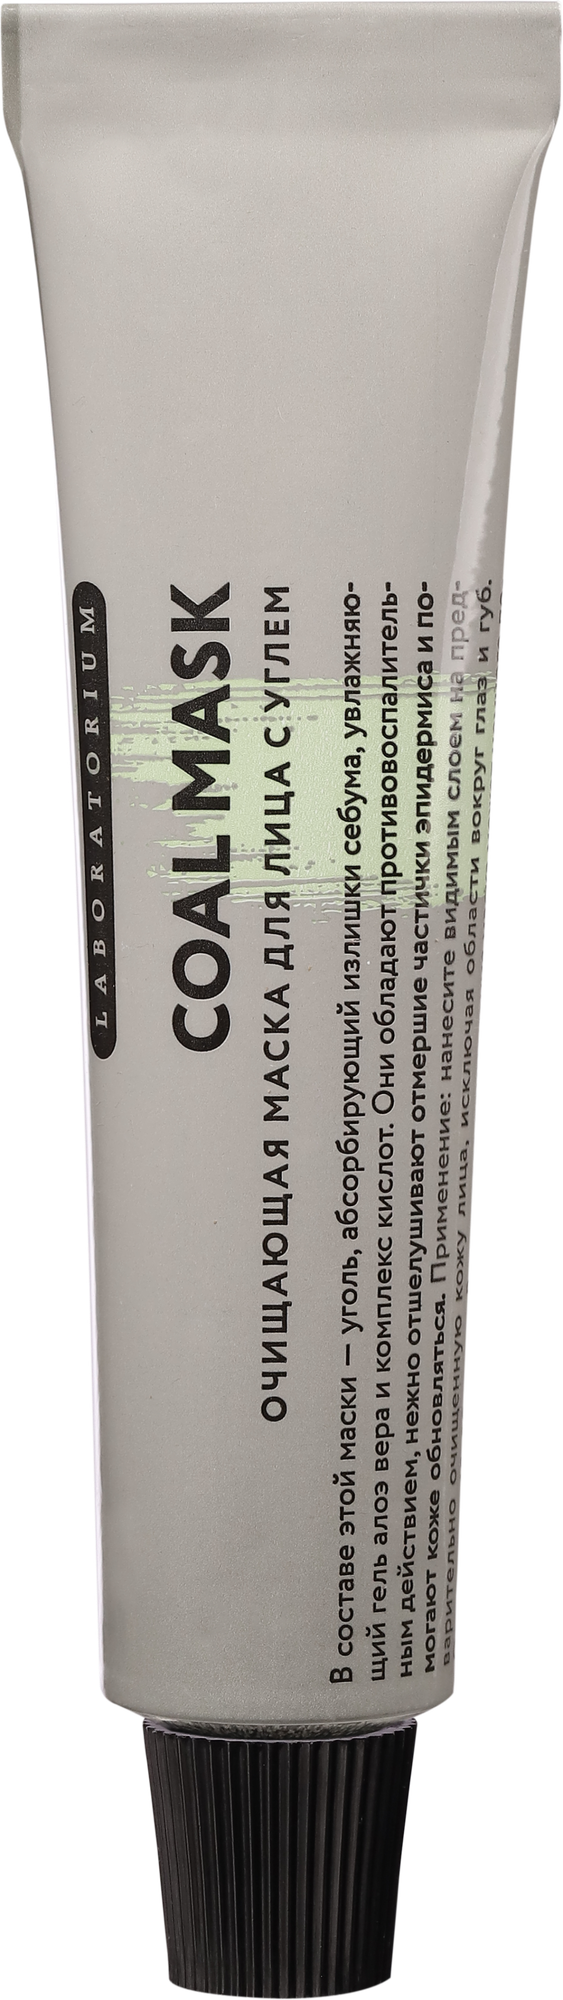 LABORATORIUM
COAL MASK
ОЧИЩАЮЩАЯ МАСКА ДЛЯ ЛИЦА С УГЛЕМ
В составе этой маски — уголь, абсорбирующий излишки себума, увлажняю-
щий гель алоэ вера и комплекс кислот. Они обладают противовоспалитель-
ным действием, нежно отшелушивают отмершие частички эпидермиса и по-
могают коже обновляться. Применение: нанесите видимым слоем на пред-
варительно очищенную кожу лица, исключая области вокруг глаз и губ.